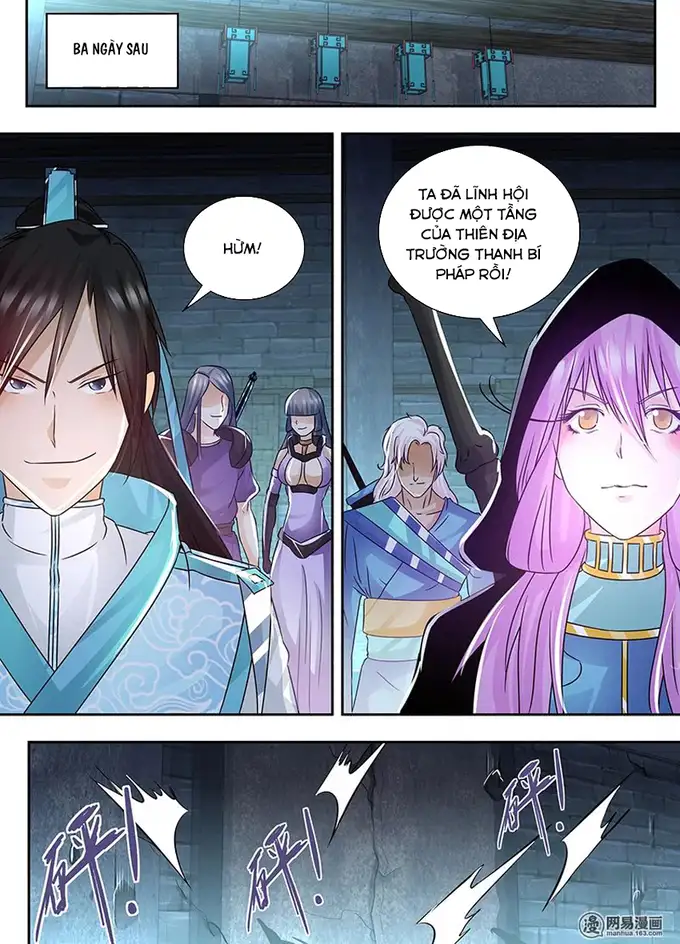 BA NGÀY SAU
HỪM!
TA ĐÃ LĨNH HỘI
ĐƯỢC MỘT TẦNG
CỦA THIÊN ĐỊA
TRƯỜNG THANH BÍ
PHÁP RỒI!
砰!
砰!
砰!
漫 网易漫画
manhua.163.com